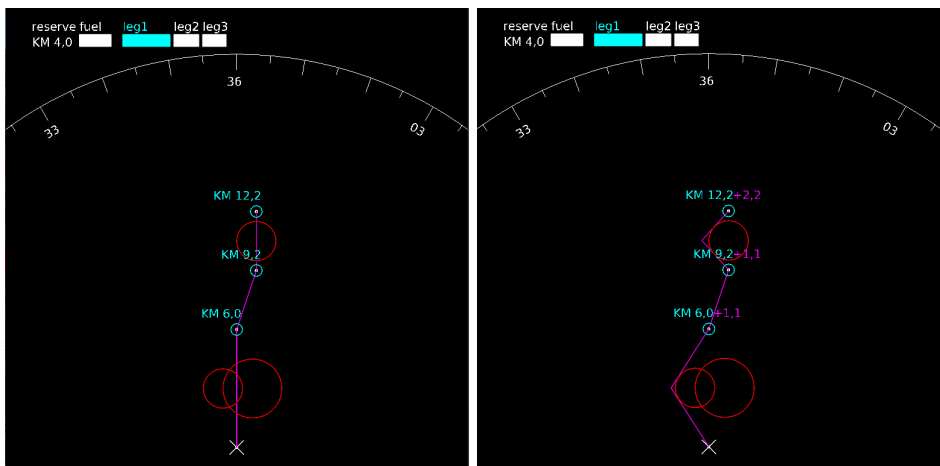 reserve fuel leg1 leg2 leg3
KM 4,0
36
33
03
KM 12,2
KM 9,2
KM 6,0
reserve fuel leg1 leg2 leg3
KM 4,0
36
33
03
KM 12,2+2,2
KM 9,2+1,1
KM 6,0+1,1